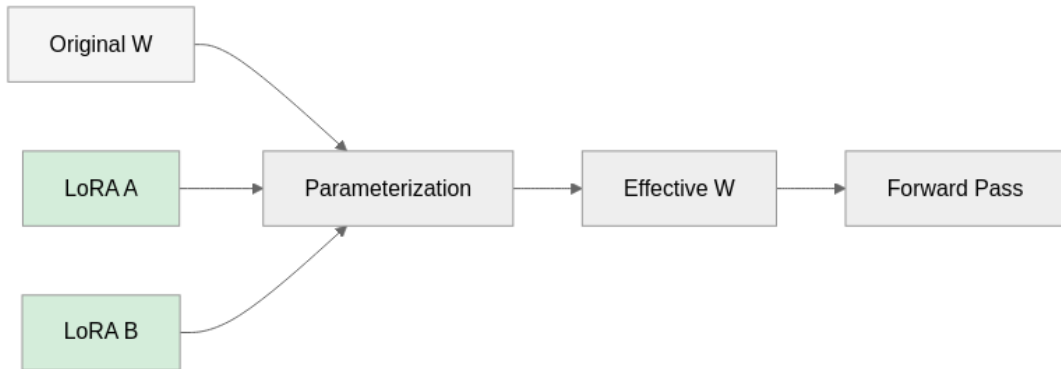 Original W
LoRA A
Parameterization
Effective W
Forward Pass
LoRA B